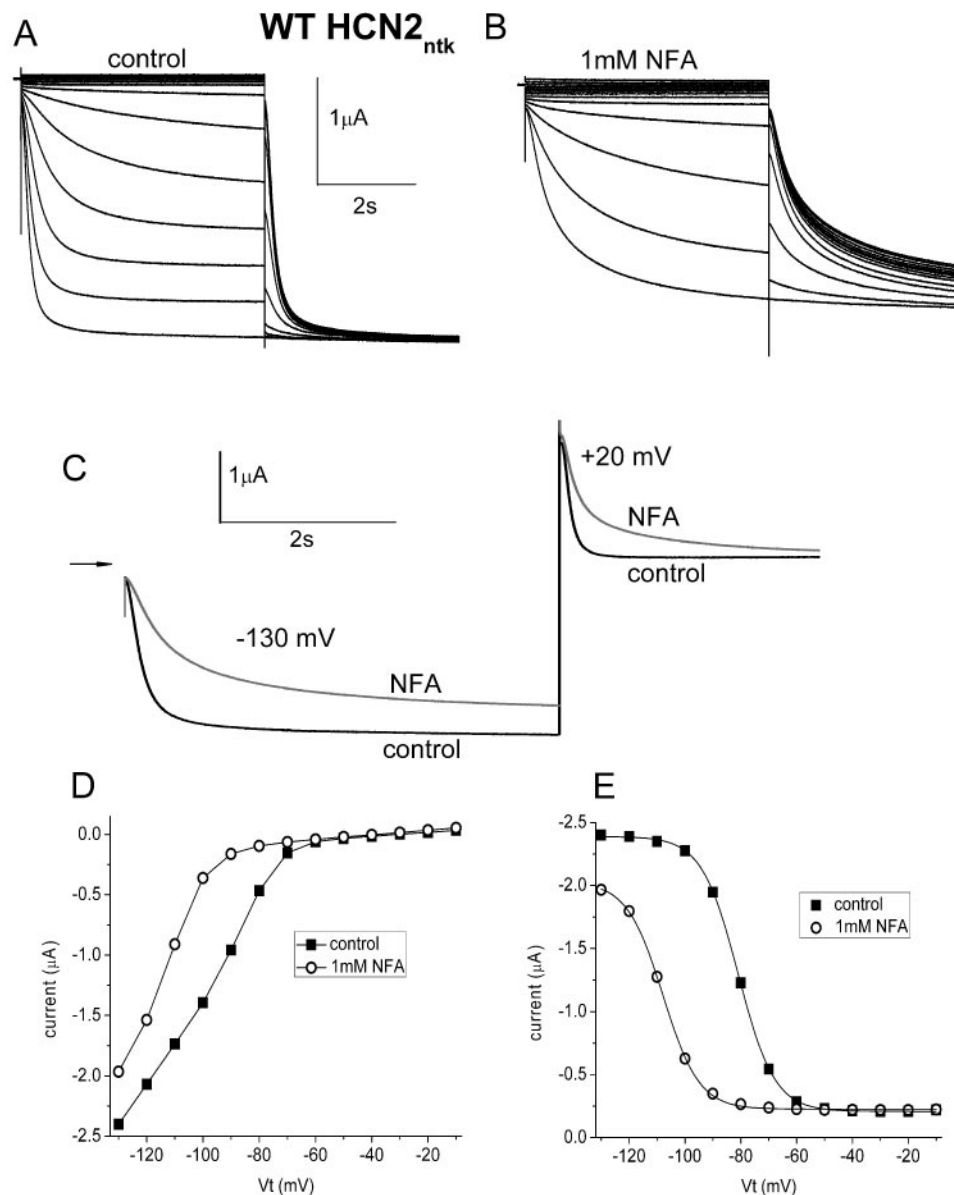 A
WT HCN2ntk
B
control
1mM NFA
1μA
2s
C
1μA
2s
+20 mV
NFA
control
-130 mV
NFA
control
D
E
0.0
-0.5
-1.0
-1.5
-2.0
-2.5
current (μA)
control
1mM NFA
-120 -100 -80 -60 -40 -20
Vt (mV)
-2.5
-2.0
-1.5
-1.0
-0.5
0.0
current (μA)
control
1mM NFA
-120 -100 -80 -60 -40 -20
Vt (mV)